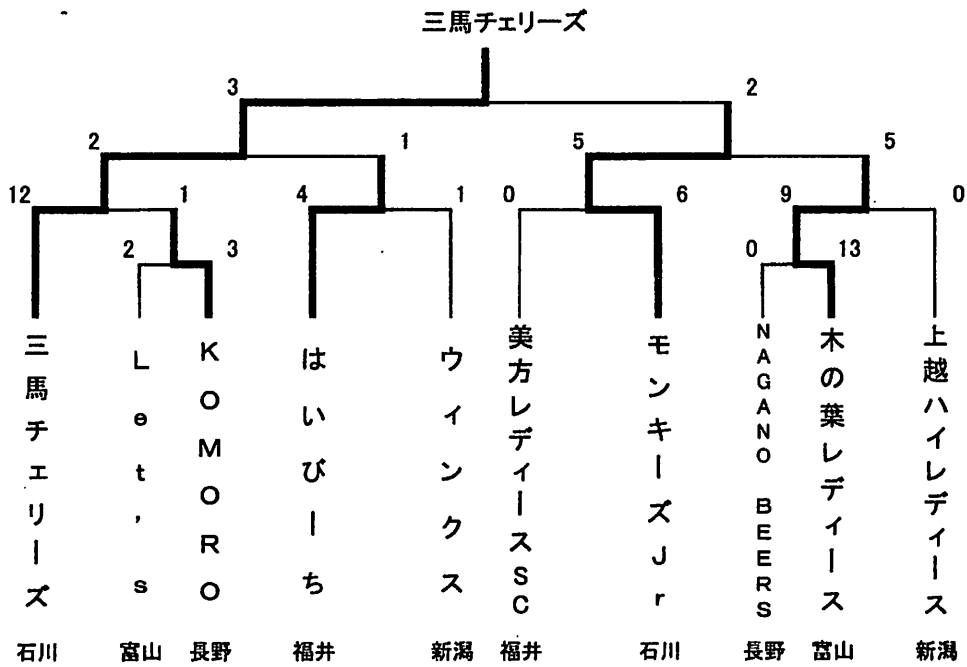 三馬チェリーズ
3 2
2 1 5 5
12 1 4 1 0 6 9 0
2 3 0 13
三馬チェリーズ
Let's
KOMORO
はいびーち
ウィンクス
美方レディースSC
モンキーズJr
NAGANO BEERS
木の葉レディース
上越ハイレディース
石川 富山 長野 福井 新潟 福井 石川 長野 富山 新潟